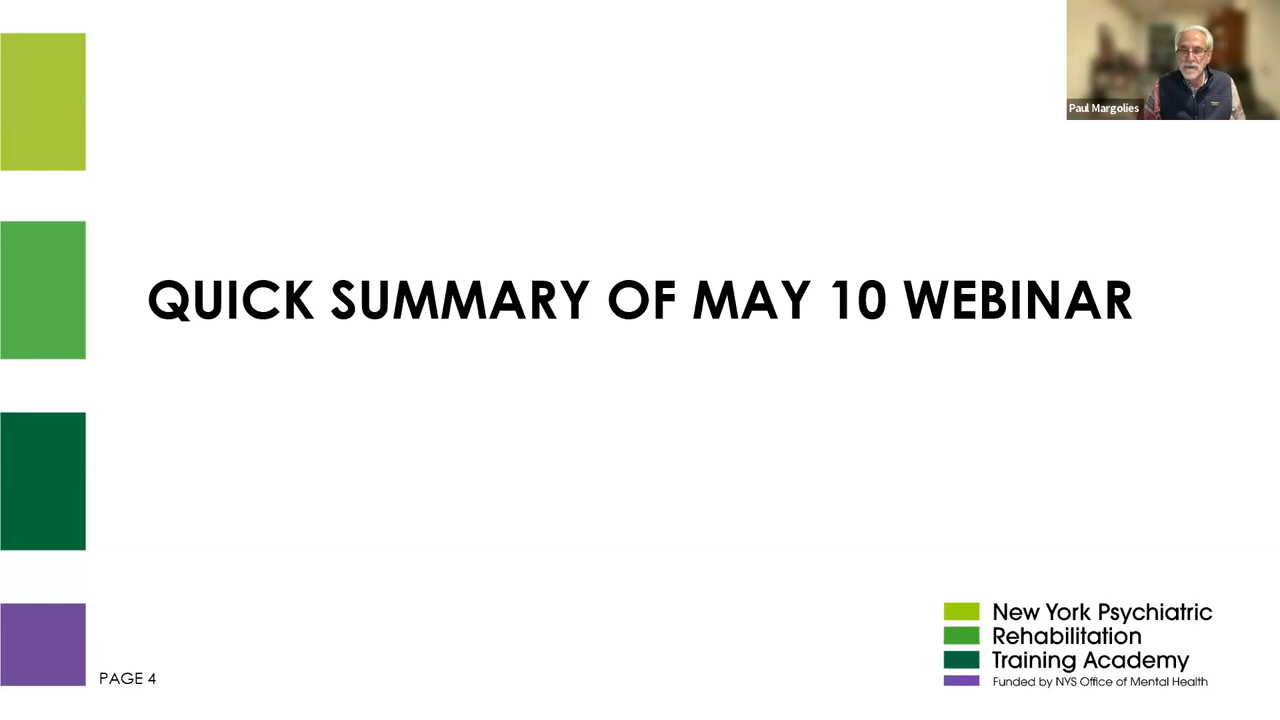 Paul Margolies
QUICK SUMMARY OF MAY 10 WEBINAR
New York Psychiatric
Rehabilitation
Training Academy
Funded by NYS Office of Mental Health
PAGE 4